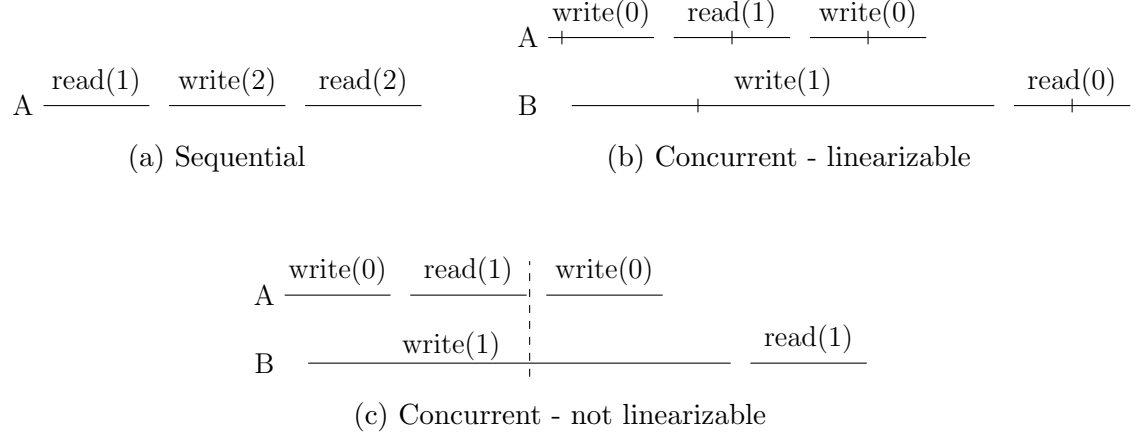 write(0) read(1) write(0)
A
read(1) write(2) read(2)
A
write(1) read(0)
B
(a) Sequential
(b) Concurrent - linearizable
write(0) read(1) write(0)
A
write(1) read(1)
B
(c) Concurrent - not linearizable